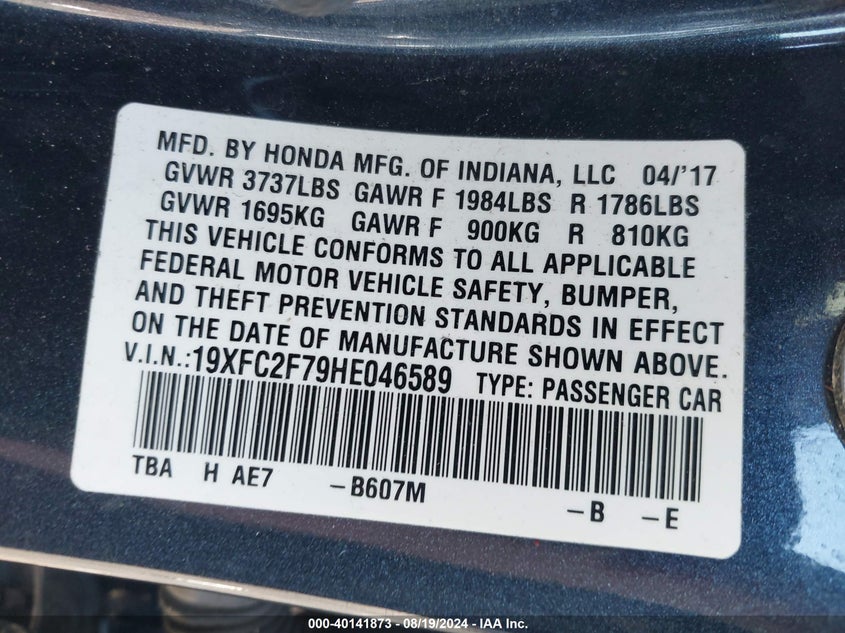 MFD. BY HONDA MFG. OF INDIANA, LLC 04/'17
GVWR 3737LBS GAWR F 1984LBS R 1786LBS
GVWR 1695KG GAWR F 900KG R 810KG
THIS VEHICLE CONFORMS TO ALL APPLICABLE
FEDERAL MOTOR VEHICLE SAFETY, BUMPER,
AND THEFT PREVENTION STANDARDS IN EFFECT
ON THE DATE OF MANUFACTURE SHOWN ABOVE.
V.I.N.:19XFC2F79HE046589 TYPE: PASSENGER CAR
TBA H AE7 -B607M -B -E
000-40141873 - 08/19/2024 - IAA Inc.